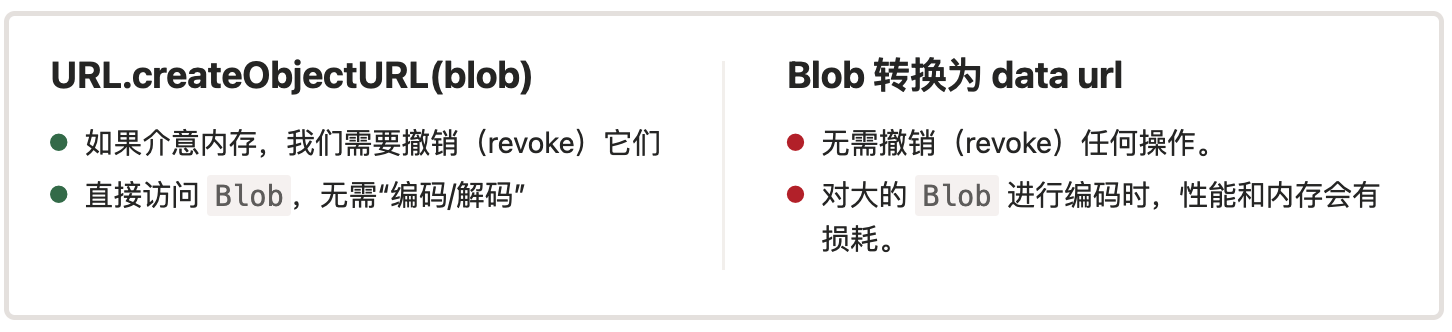 URL.createObjectURL(blob)
如果介意内存，我们需要撤销（revoke）它们
直接访问 Blob，无需“编码/解码”
Blob 转换为 data url
无需撤销（revoke）任何操作。
对大的 Blob 进行编码时，性能和内存会有
损耗。